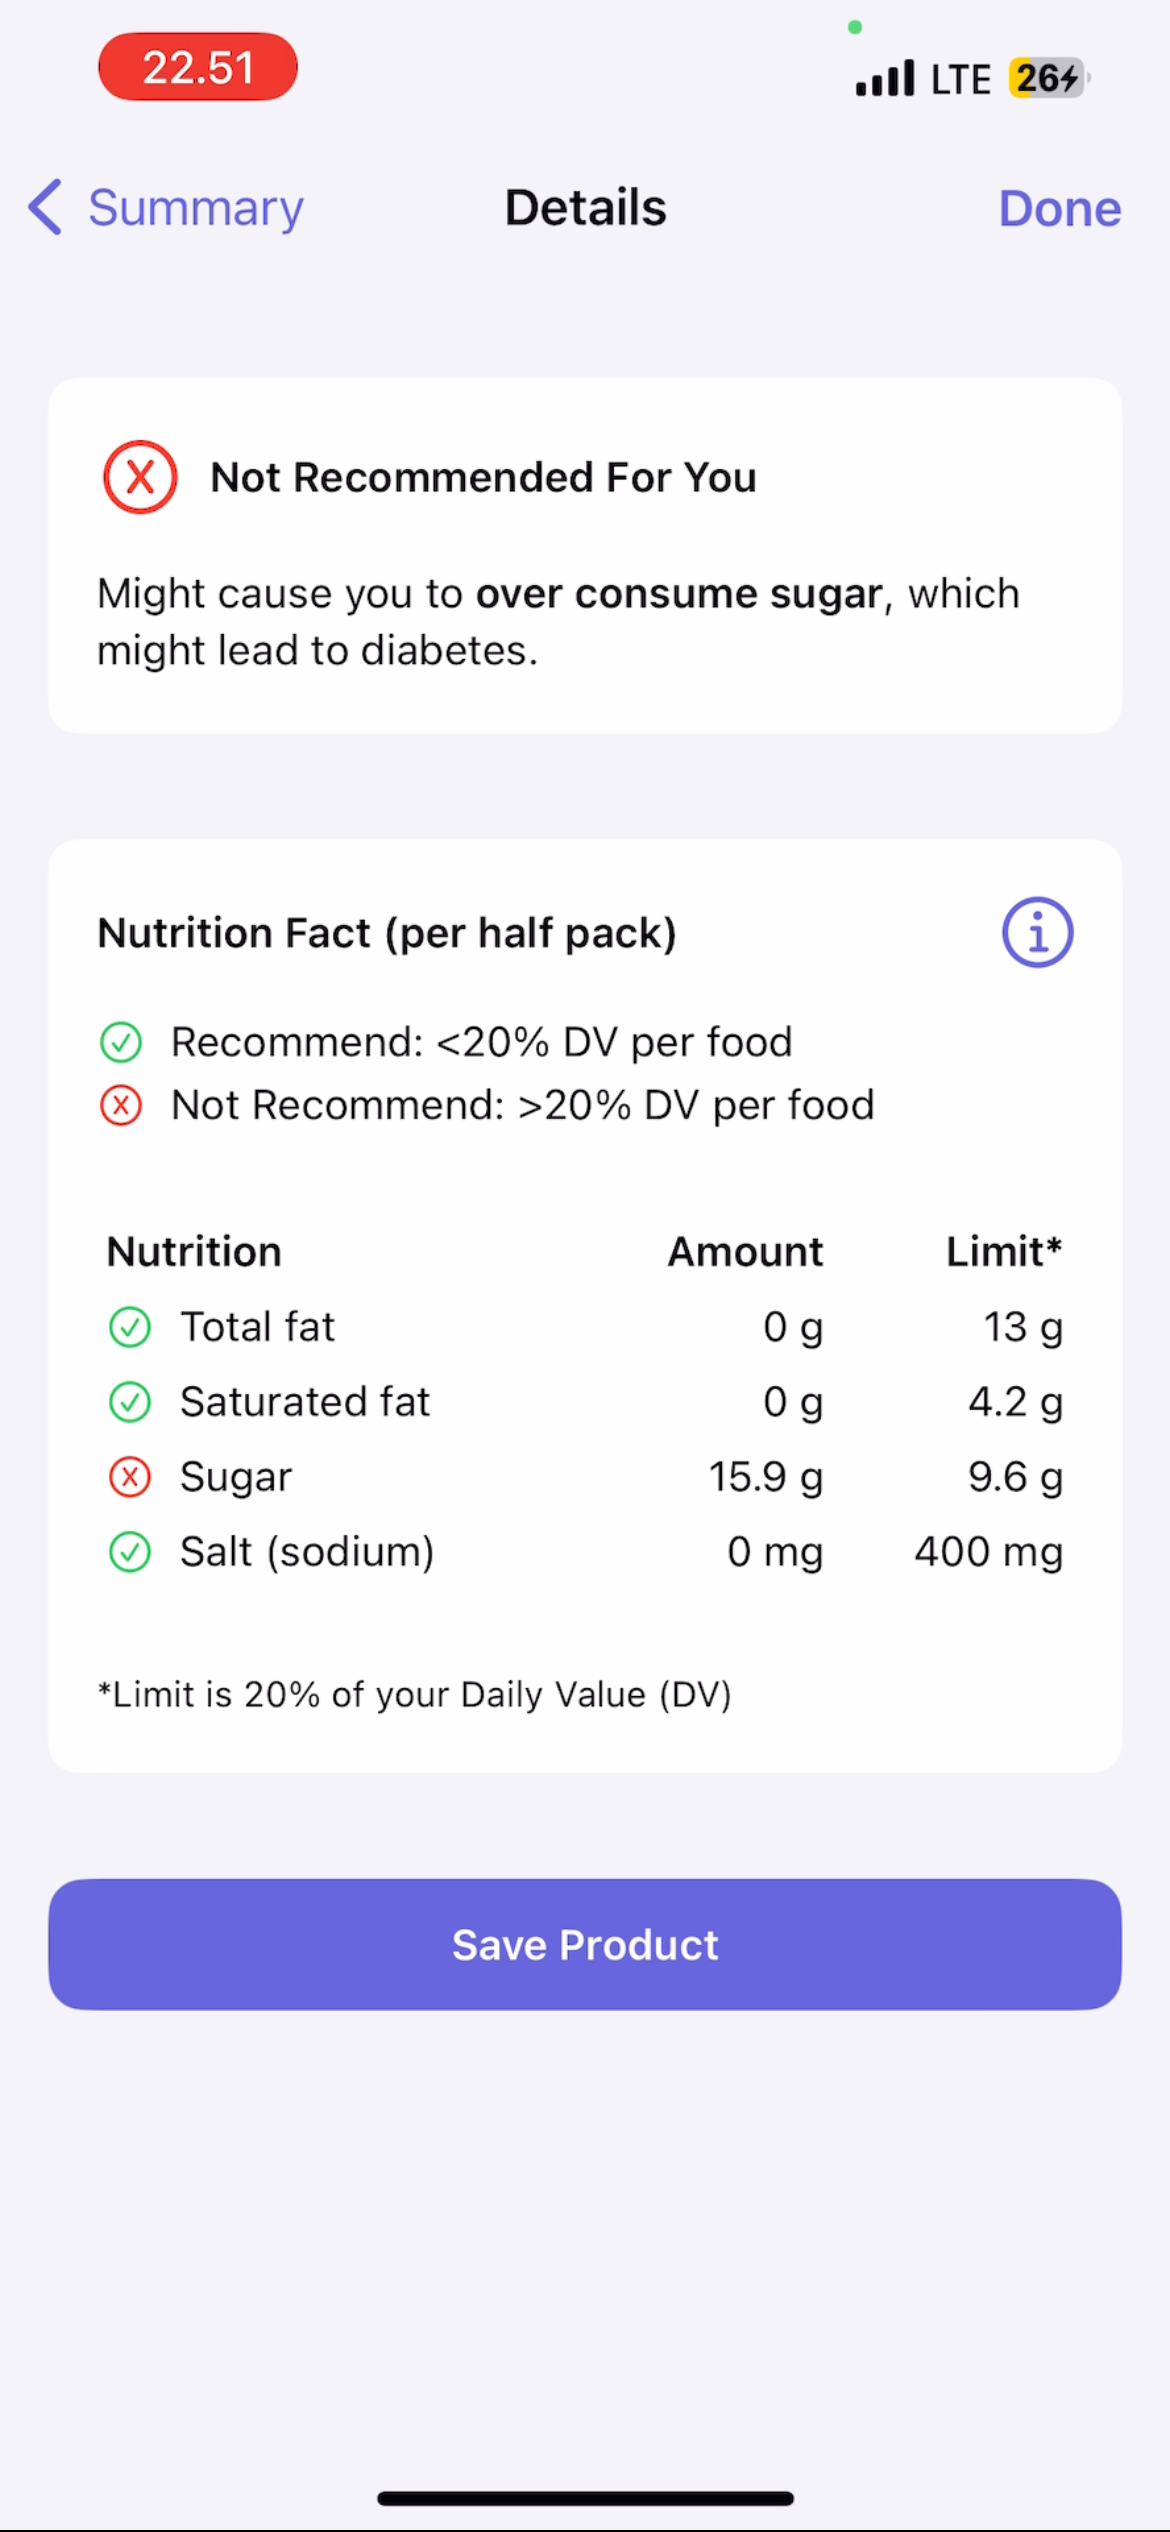 22.51
LTE 26
Summary
Details
Done
Not Recommended For You
Might cause you to over consume sugar, which
might lead to diabetes.
Nutrition Fact (per half pack)
Recommend: <20% DV per food
Not Recommend: >20% DV per food
Nutrition Amount Limit*
Total fat 0 g 13 g
Saturated fat 0 g 4.2 g
Sugar 15.9 g 9.6 g
Salt (sodium) 0 mg 400 mg
*Limit is 20% of your Daily Value (DV)
Save Product